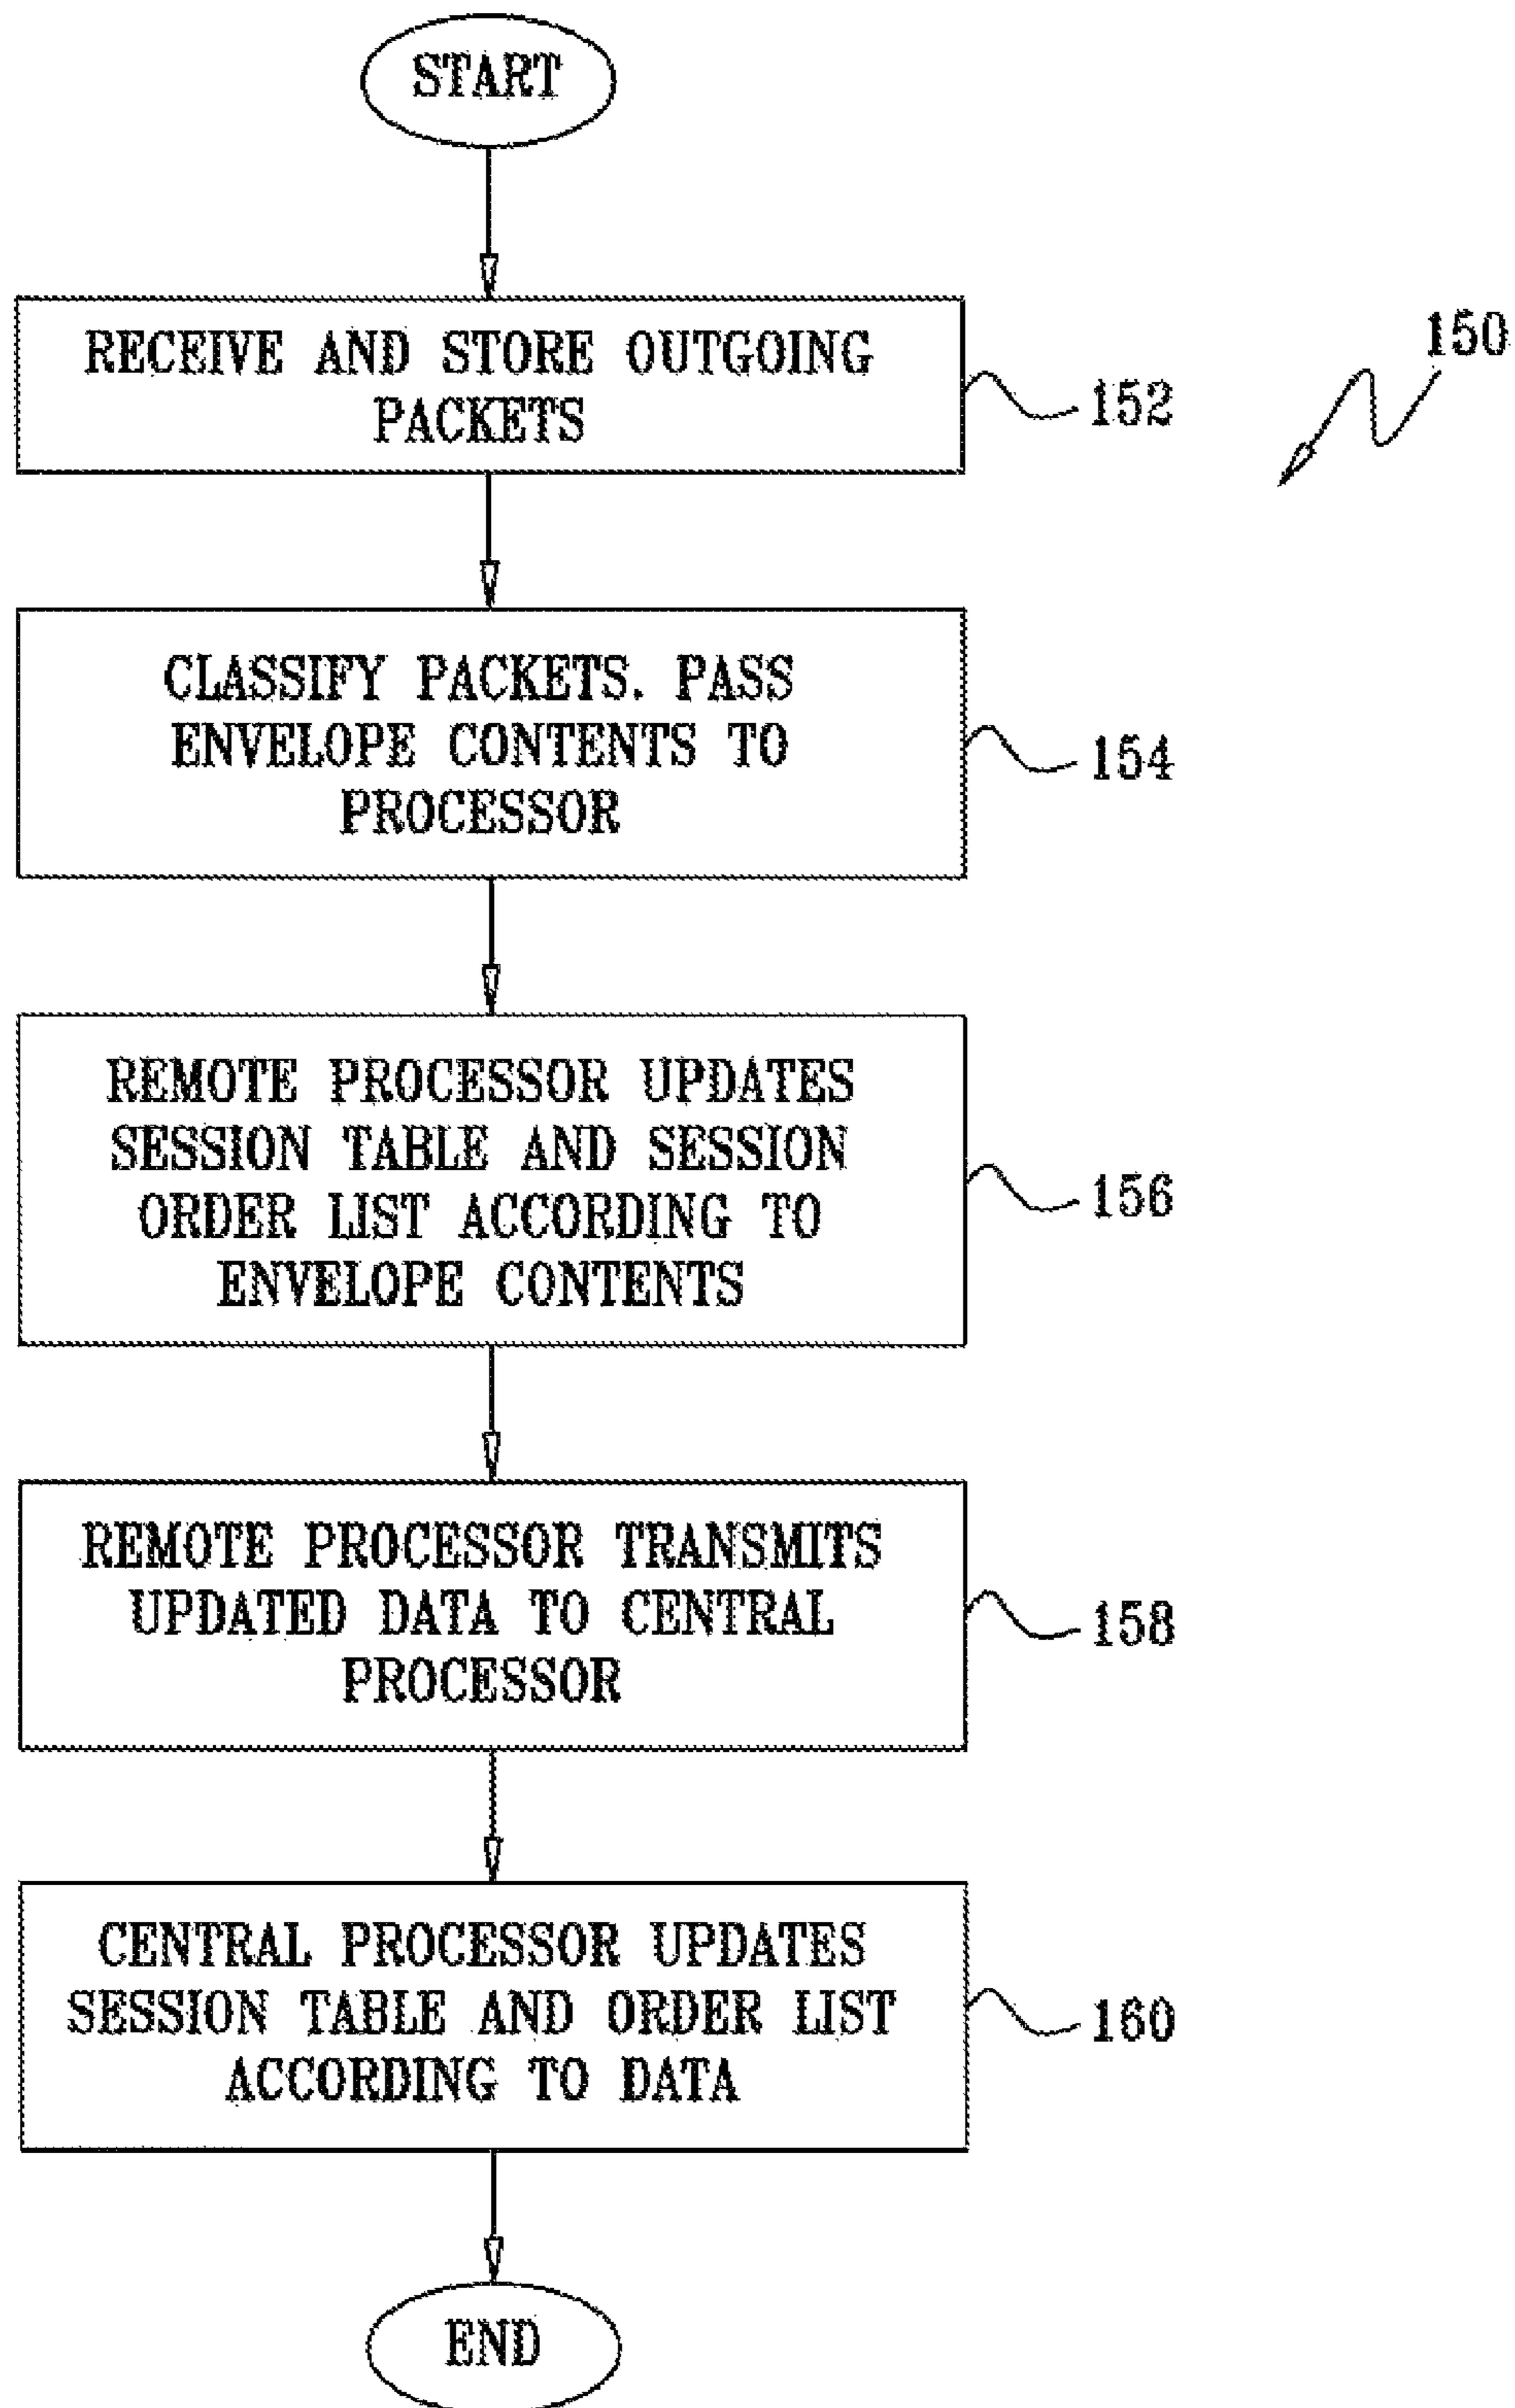 START
RECEIVE AND STORE OUTGOING
PACKETS
150
152
CLASSIFY PACKETS. PASS
ENVELOPE CONTENTS TO
PROCESSOR
154
REMOTE PROCESSOR UPDATES
SESSION TABLE AND SESSION
ORDER LIST ACCORDING TO
ENVELOPE CONTENTS
156
REMOTE PROCESSOR TRANSMITS
UPDATED DATA TO CENTRAL
PROCESSOR
158
CENTRAL PROCESSOR UPDATES
SESSION TABLE AND ORDER LIST
ACCORDING TO DATA
160
END